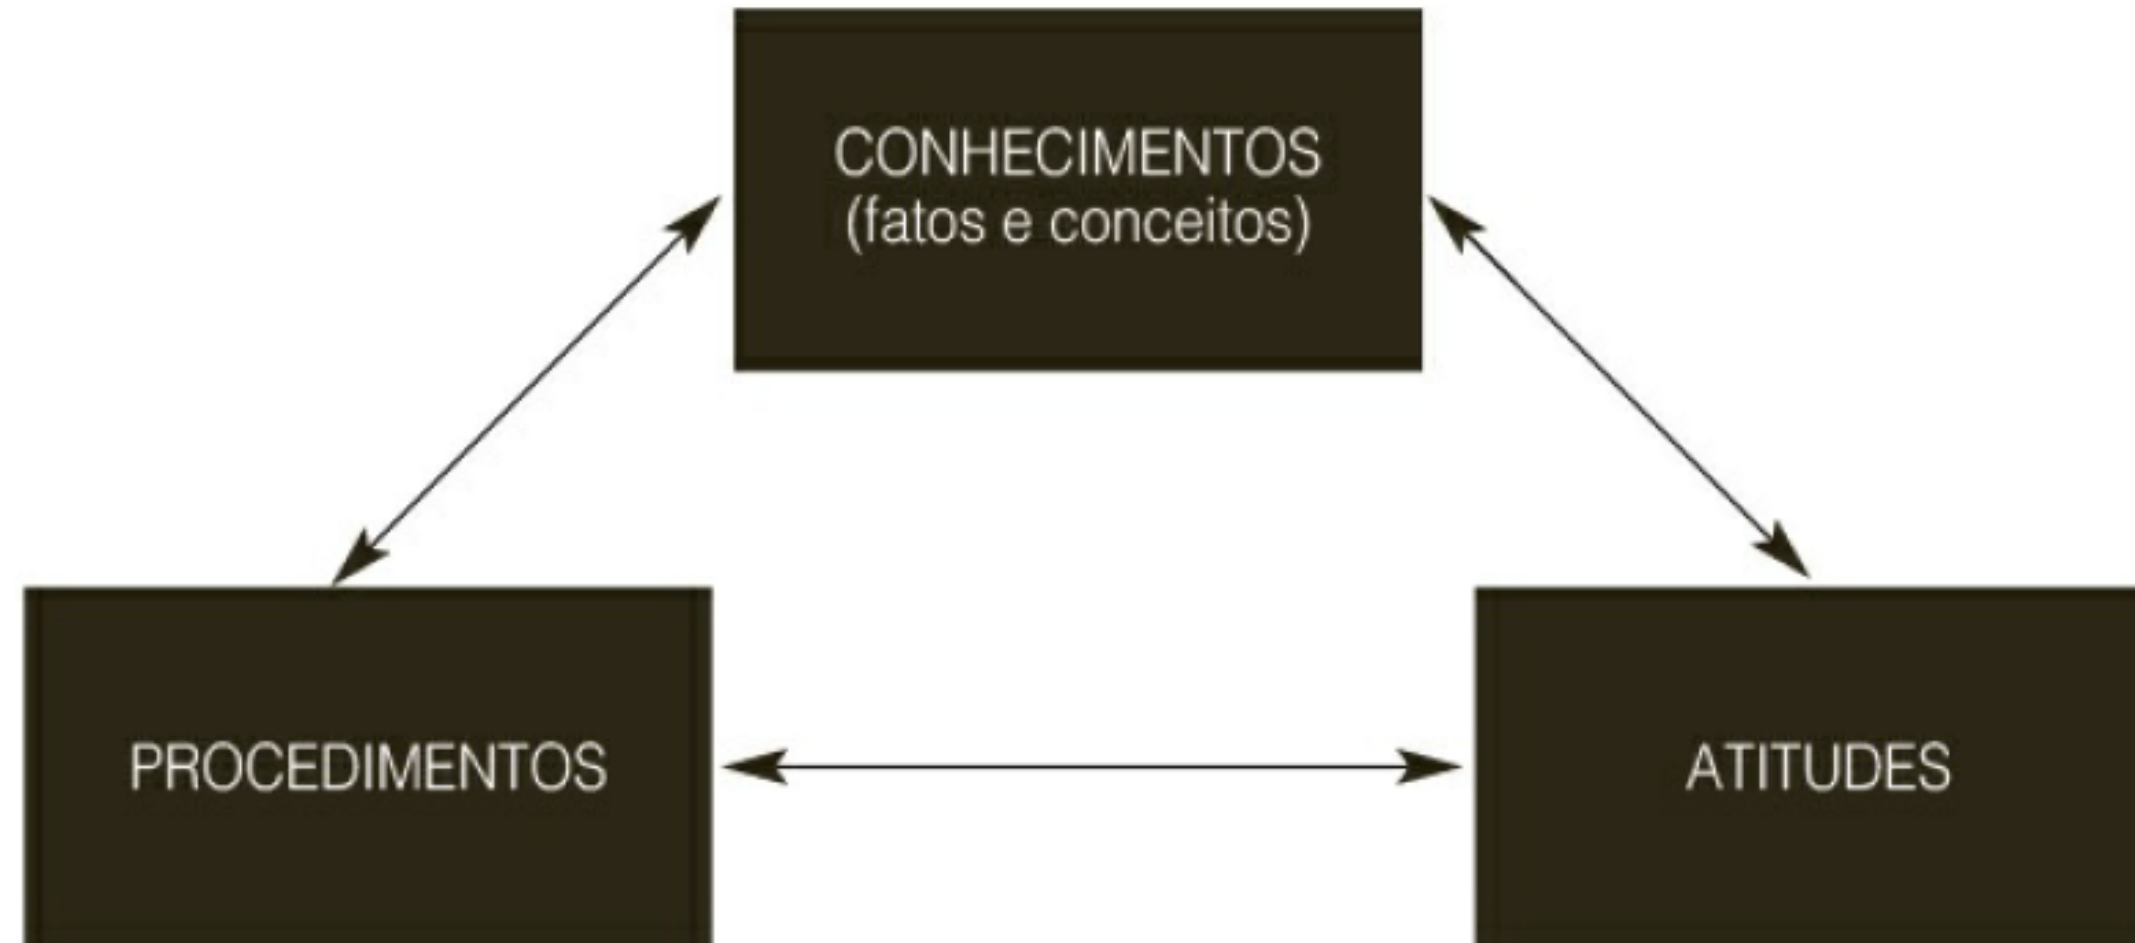 CONHECIMENTOS
(fatos e conceitos)
PROCEDIMENTOS
ATITUDES